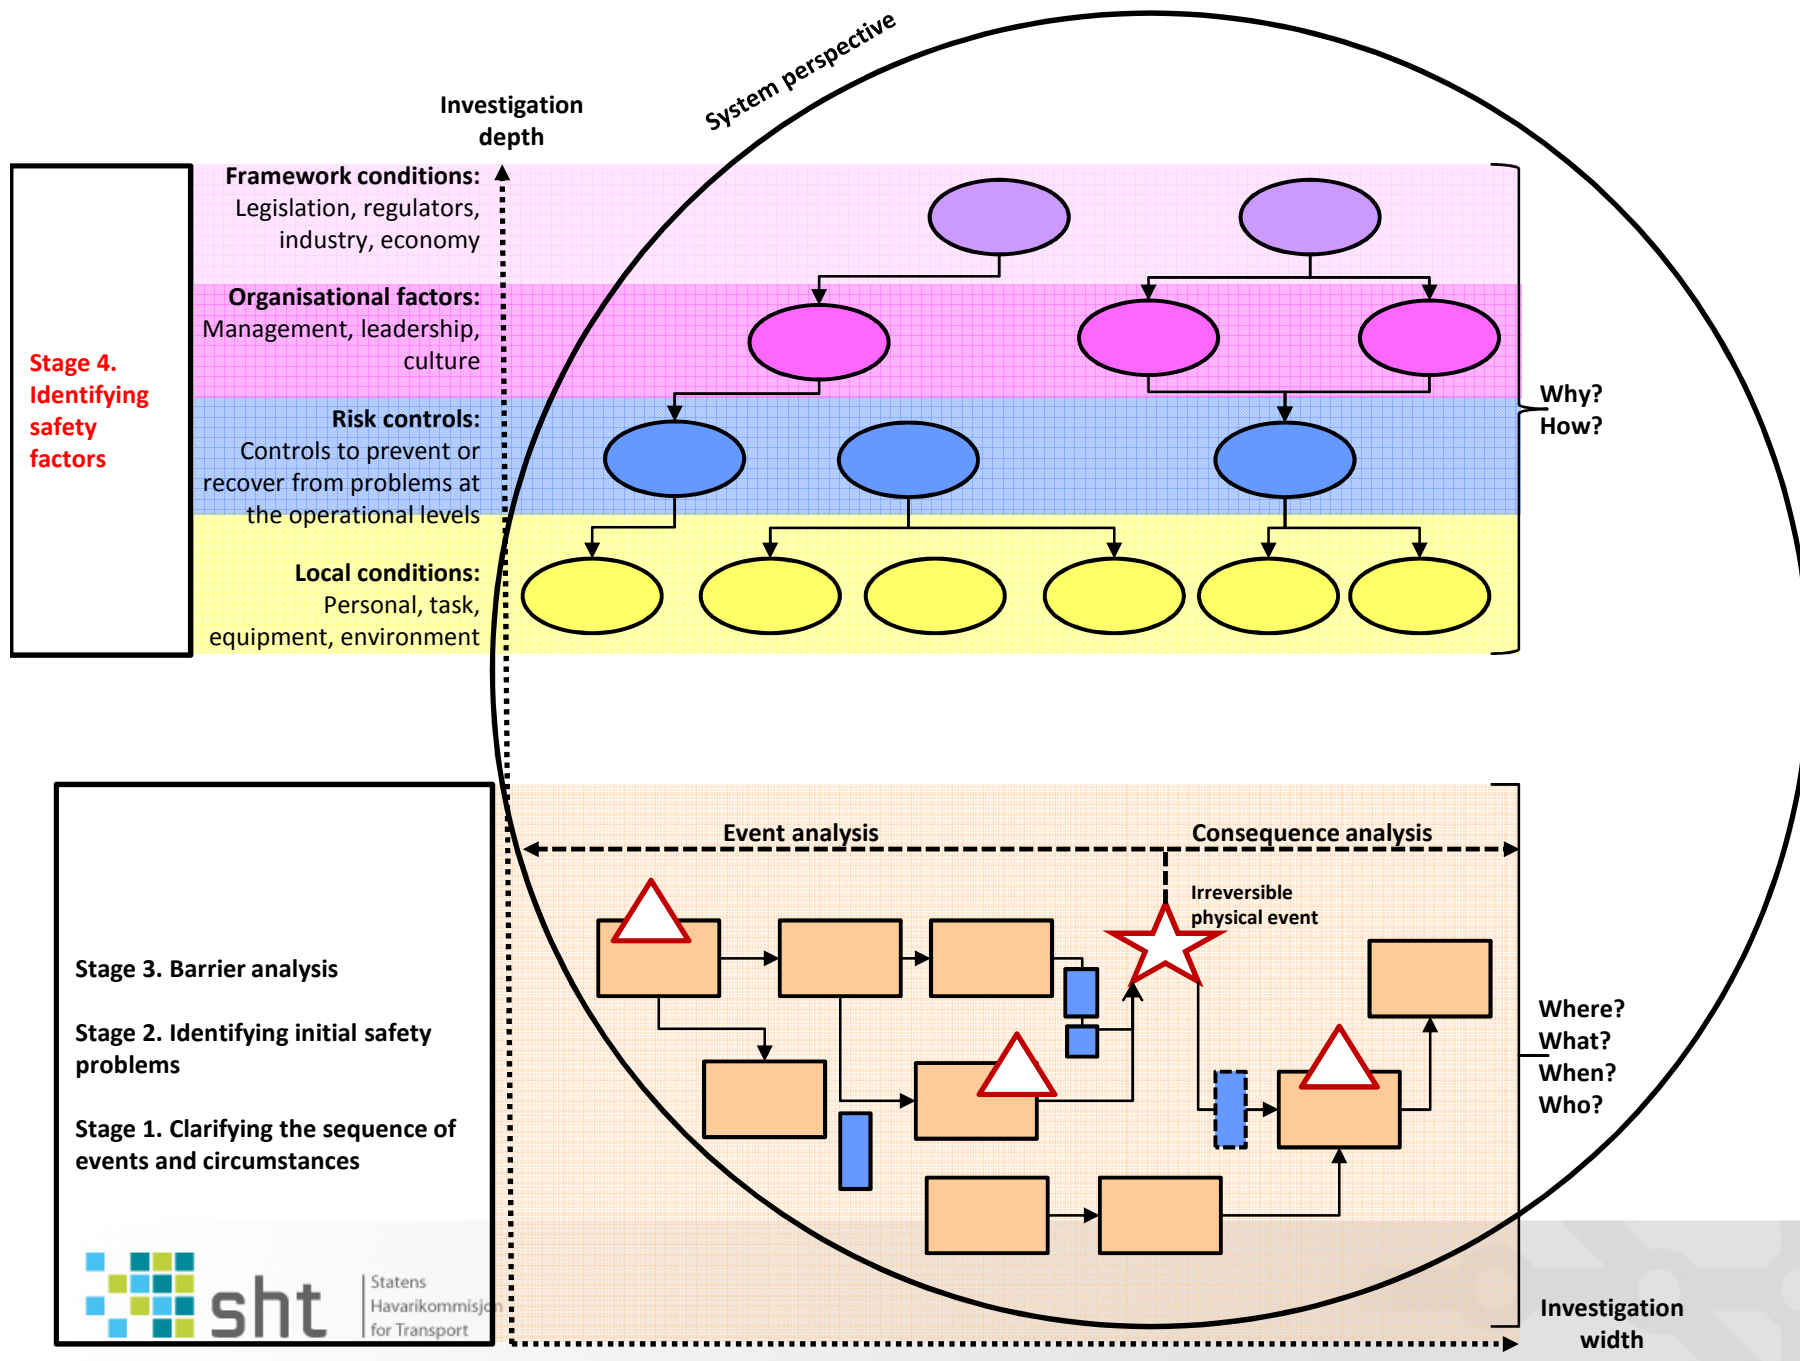 System perspective
Investigation
depth
Framework conditions:
Legislation, regulators,
industry, economy
Organisational factors:
Management, leadership,
culture
Stage 4.
Identifying
safety
factors
Risk controls:
Controls to prevent or
recover from problems at
the operational levels
Why?
How?
Local conditions:
Personal, task,
equipment, environment
Event analysis
Consequence analysis
Irreversible
physical event
Stage 3. Barrier analysis
Stage 2. Identifying initial safety
problems
Stage 1. Clarifying the sequence of
events and circumstances
Where?
What?
When?
Who?
sht
Statens
Havarikommisjon
for Transport
Investigation
width